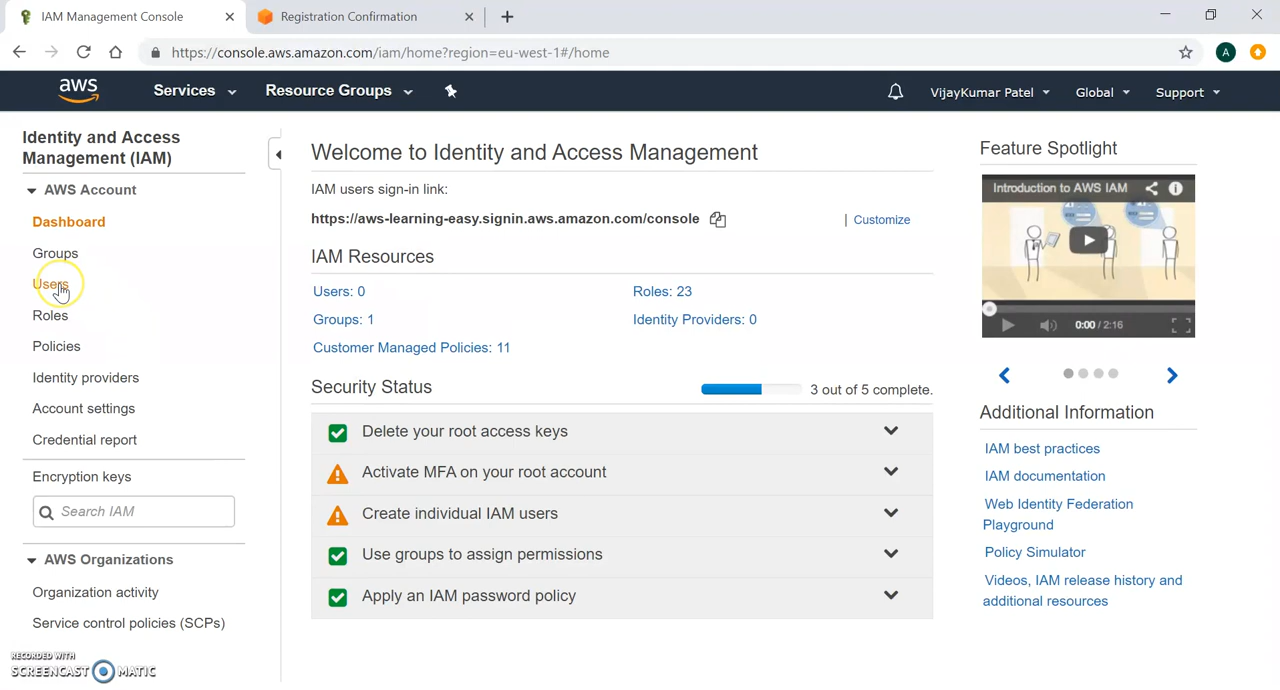 IAM Management Console
Registration Confirmation
https://console.aws.amazon.com/iam/home?region=eu-west-1#/home
A
aws
Services
Resource Groups
VijayKumar Patel
Global
Support
Identity and Access
Management (IAM)
AWS Account
Dashboard
Groups
Users
Roles
Policies
Identity providers
Account settings
Credential report
Encryption keys
Search IAM
AWS Organizations
Organization activity
Service control policies (SCPs)
RECORDED WITH
SCREENCAST MATIC
Welcome to Identity and Access Management
IAM users sign-in link:
https://aws-learning-easy.signin.aws.amazon.com/console
| Customize
IAM Resources
Users: 0
Roles: 23
Groups: 1
Identity Providers: 0
Customer Managed Policies: 11
Security Status
3 out of 5 complete.
Delete your root access keys
Activate MFA on your root account
Create individual IAM users
Use groups to assign permissions
Apply an IAM password policy
Feature Spotlight
Introduction to AWS IAM
0:00 / 2:16
Additional Information
IAM best practices
IAM documentation
Web Identity Federation
Playground
Policy Simulator
Videos, IAM release history and
additional resources